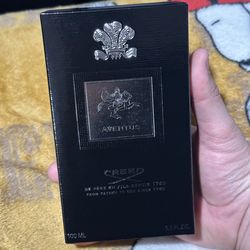 AVENTUS
CREED
DE PÈRE EN FILS DEPUIS 1760
FROM FATHER TO SON SINCE 1760
100 ML
3.3 FL.OZ.